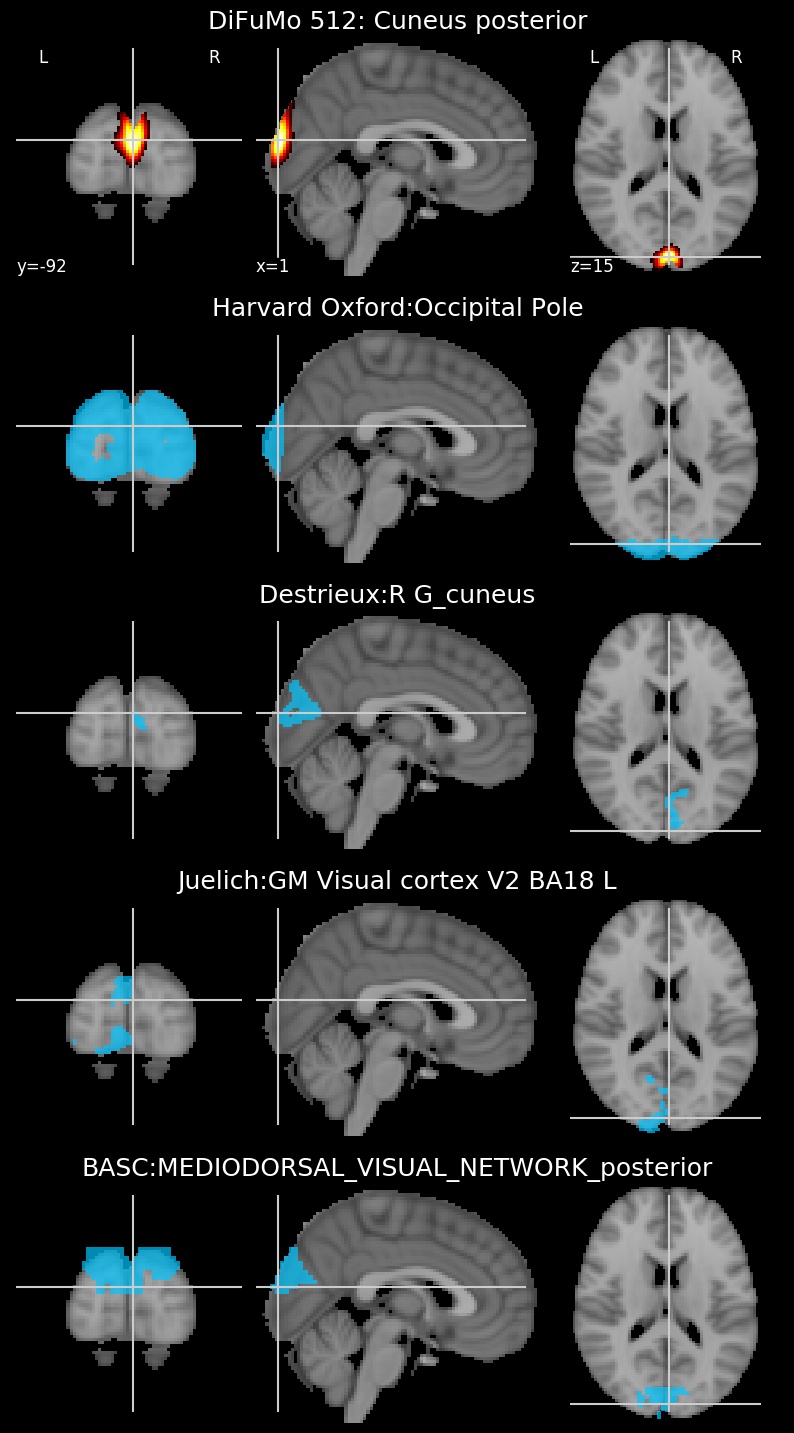 DiFuMo 512: Cuneus posterior
L R L R
y=-92 x=1 z=15
Harvard Oxford:Occipital Pole
Destrieux:R G_cuneus
Juelich:GM Visual cortex V2 BA18 L
BASC:MEDIODORSAL_VISUAL_NETWORK_posterior